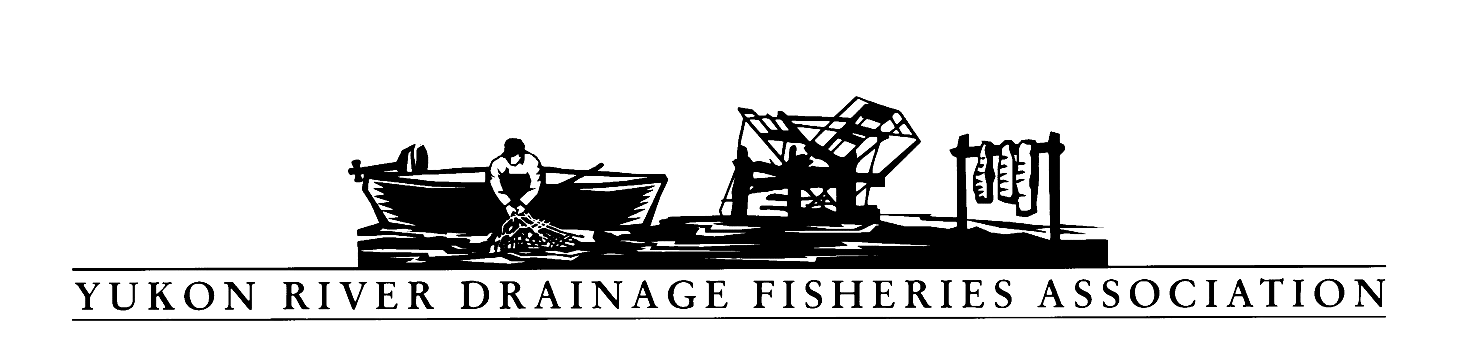 YUKON RIVER DRAINAGE FISHERIES ASSOCIATION